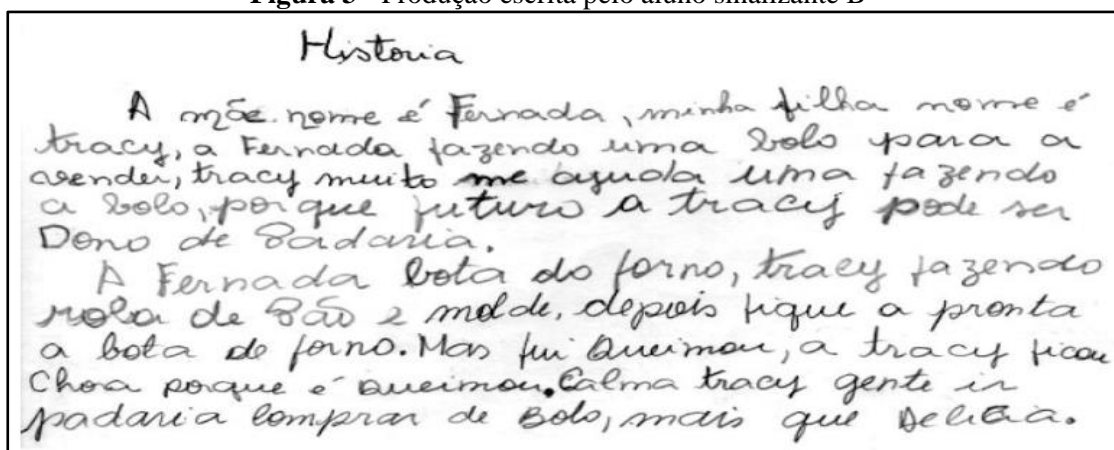 Figura 3 - Produção escrita pelo aluno sinalizante B
Historia
A mãe nome é Fernada, minha filha nome é
tracy, a Fernada fazendo uma bolo para a
vender, tracy muito me ajuda uma fazendo
a bolo, porque futuro a tracy pode ser
Dono de Padaria.
A Fernada bota do forno, tracy fazendo
de Pão e molde, depois fique a pronta
a bota de forno. Mas fui Queimou, a tracy ficou
Chora porque é queimou. Calma tracy gente ir
padaria comprar de Bolo, mais que Delicia.